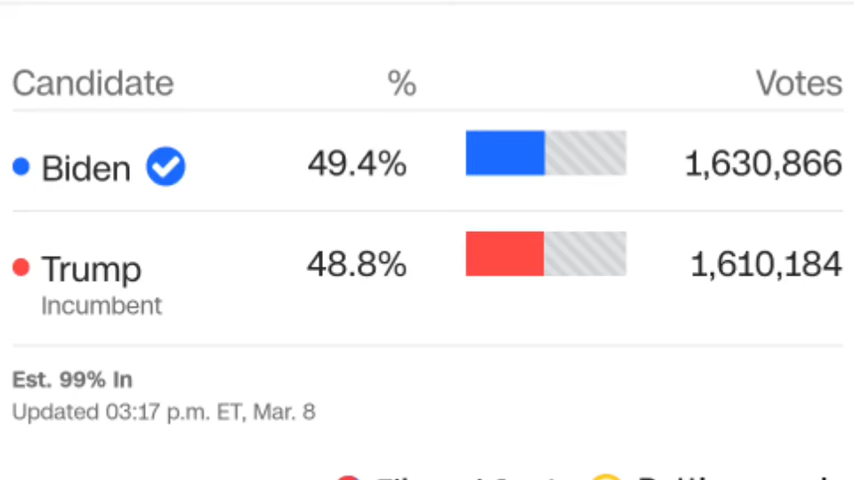 Candidate % Votes
Biden 49.4% 1,630,866
Trump 48.8% 1,610,184
Incumbent
Est. 99% In
Updated 03:17 p.m. ET, Mar. 8